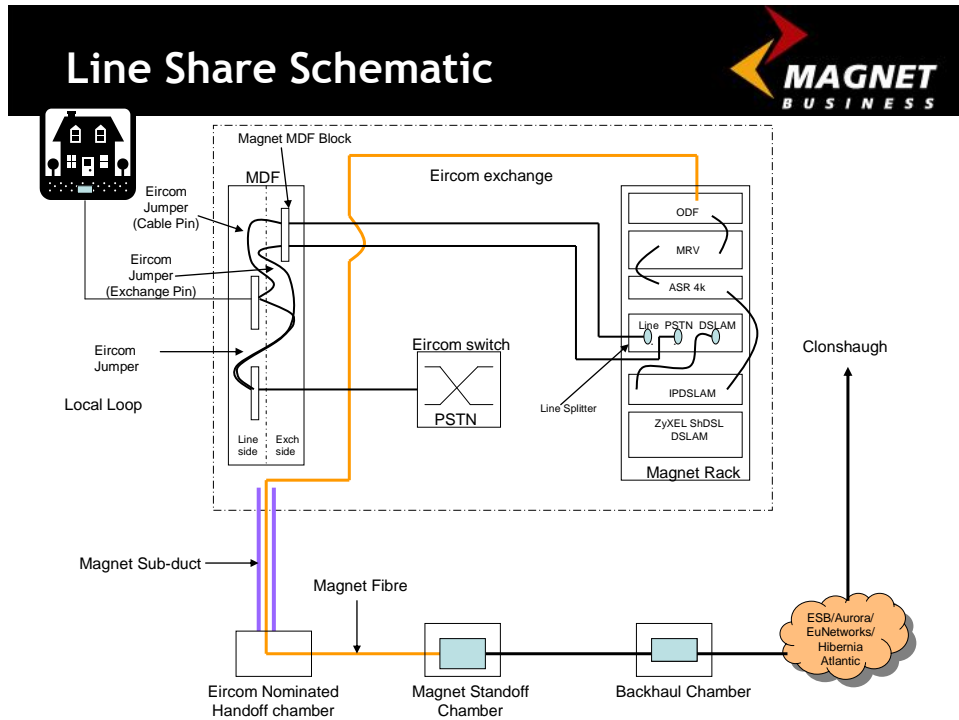 Line Share Schematic
MAGNET
BUSINESS
Magnet MDF Block
MDF
Eircom exchange
Eircom
Jumper
(Cable Pin)
Eircom
Jumper
(Exchange Pin)
Eircom
Jumper
Local Loop
Line
side
Exch
side
Eircom switch
PSTN
ODF
MRV
ASR 4k
Line PSTN DSLAM
Line Splitter
IPDSLAM
ZyXEL ShDSL
DSLAM
Magnet Rack
Clonshaugh
Magnet Sub-duct
Magnet Fibre
ESB/Aurora/
EuNetworks/
Hibernia
Atlantic
Eircom Nominated
Handoff chamber
Magnet Standoff
Chamber
Backhaul Chamber